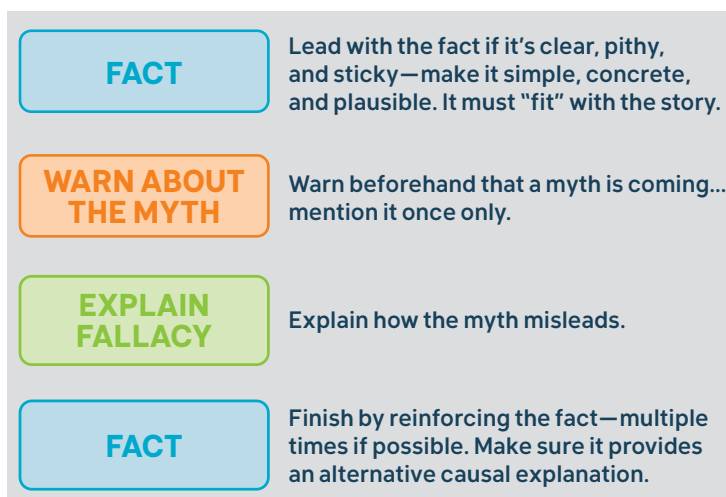 FACT
Lead with the fact if it’s clear, pithy,
and sticky—make it simple, concrete,
and plausible. It must “fit” with the story.
WARN ABOUT
THE MYTH
Warn beforehand that a myth is coming...
mention it once only.
EXPLAIN
FALLACY
Explain how the myth misleads.
FACT
Finish by reinforcing the fact—multiple
times if possible. Make sure it provides
an alternative causal explanation.